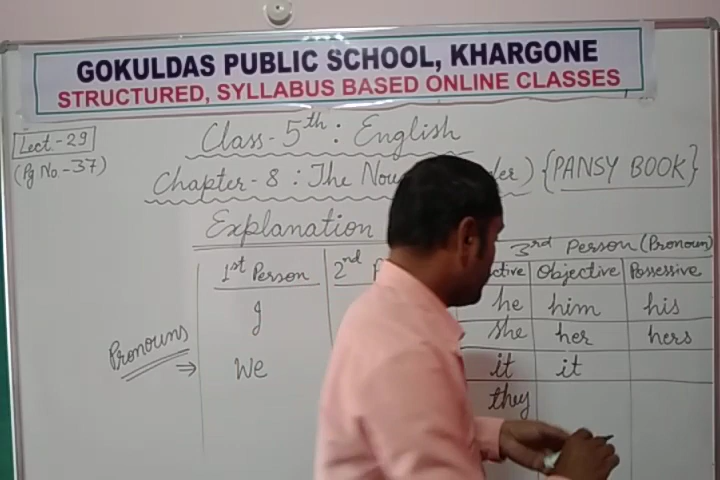 GOKULDAS PUBLIC SCHOOL, KHARGONE
STRUCTURED, SYLLABUS BASED ONLINE CLASSES
Lect.-29
(Pg No.-37)
Class-5th : English
Chapter-8 : The Nou ) {PANSY BOOK}
Explanation
3rd Person (Pronoun)
1st Person 2nd P ctive Objective Possessive
I he him his
Pronouns she her hers
We it it
they